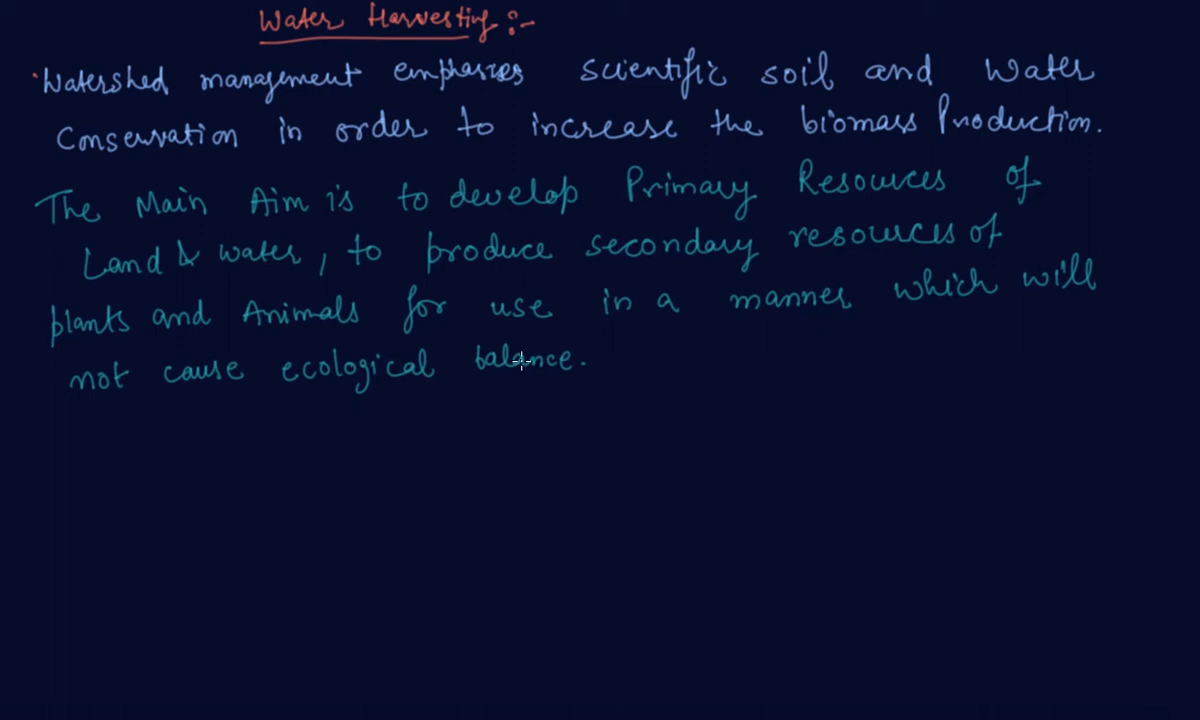 Water Harvesting :-
·Watershed management emphasizes scientific soil and Water
Conservation in order to increase the biomass Production.
The Main Aim is to develop Primary Resources of
Land & water, to produce secondary resources of
plants and Animals for use in a manner which will
not cause ecological balance.